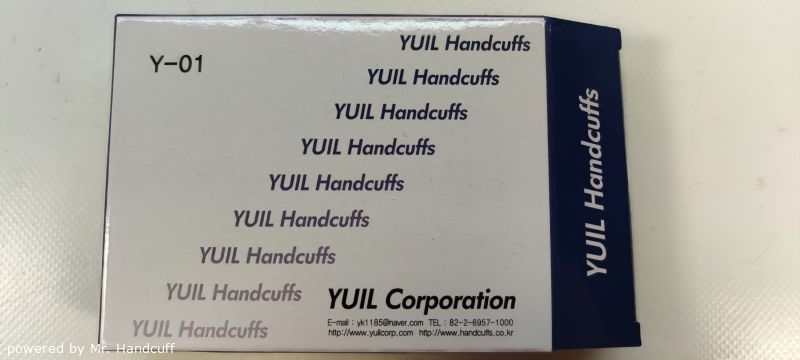 YUIL Handcuffs
Y-01
YUIL Handcuffs
YUIL Handcuffs
YUIL Handcuffs
YUIL Handcuffs
YUIL Handcuffs
YUIL Handcuffs
YUIL Handcuffs
YUIL Handcuffs
YUIL Corporation
E-mail : yk1185@naver.com TEL : 82-2-6957-1000
http://www.yuilcorp.com http://www.handcuffs.co.kr
YUIL Handcuffs
powered by Mr. Handcuff